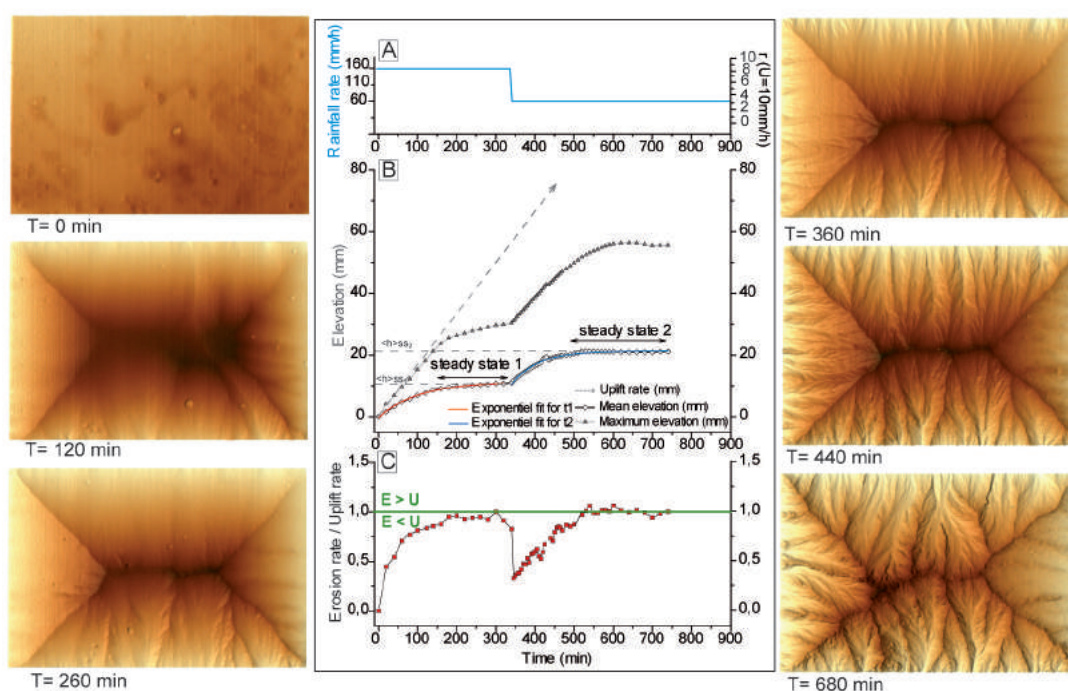 T= 0 min
T= 120 min
T= 260 min
A
Rainfall rate (mm/h)
160
110
60
10
8
6
4
2
0
r (U=10mm/h)
0 100 200 300 400 500 600 700 800 900
B
Elevation (mm)
80
60
40
20
0
80
60
40
20
0
<h>ss₂
<h>ss
steady state 2
steady state 1
Uplift rate (mm)
Exponentiel fit for t1
Mean elevation (mm)
Exponentiel fit for t2
Maximum elevation (mm)
0 100 200 300 400 500 600 700 800 900
C
Erosion rate / Uplift rate
1,5
1,0
0,5
0,0
1,5
1,0
0,5
0,0
E > U
E < U
0 100 200 300 400 500 600 700 800 900
Time (min)
T= 360 min
T= 440 min
T= 680 min